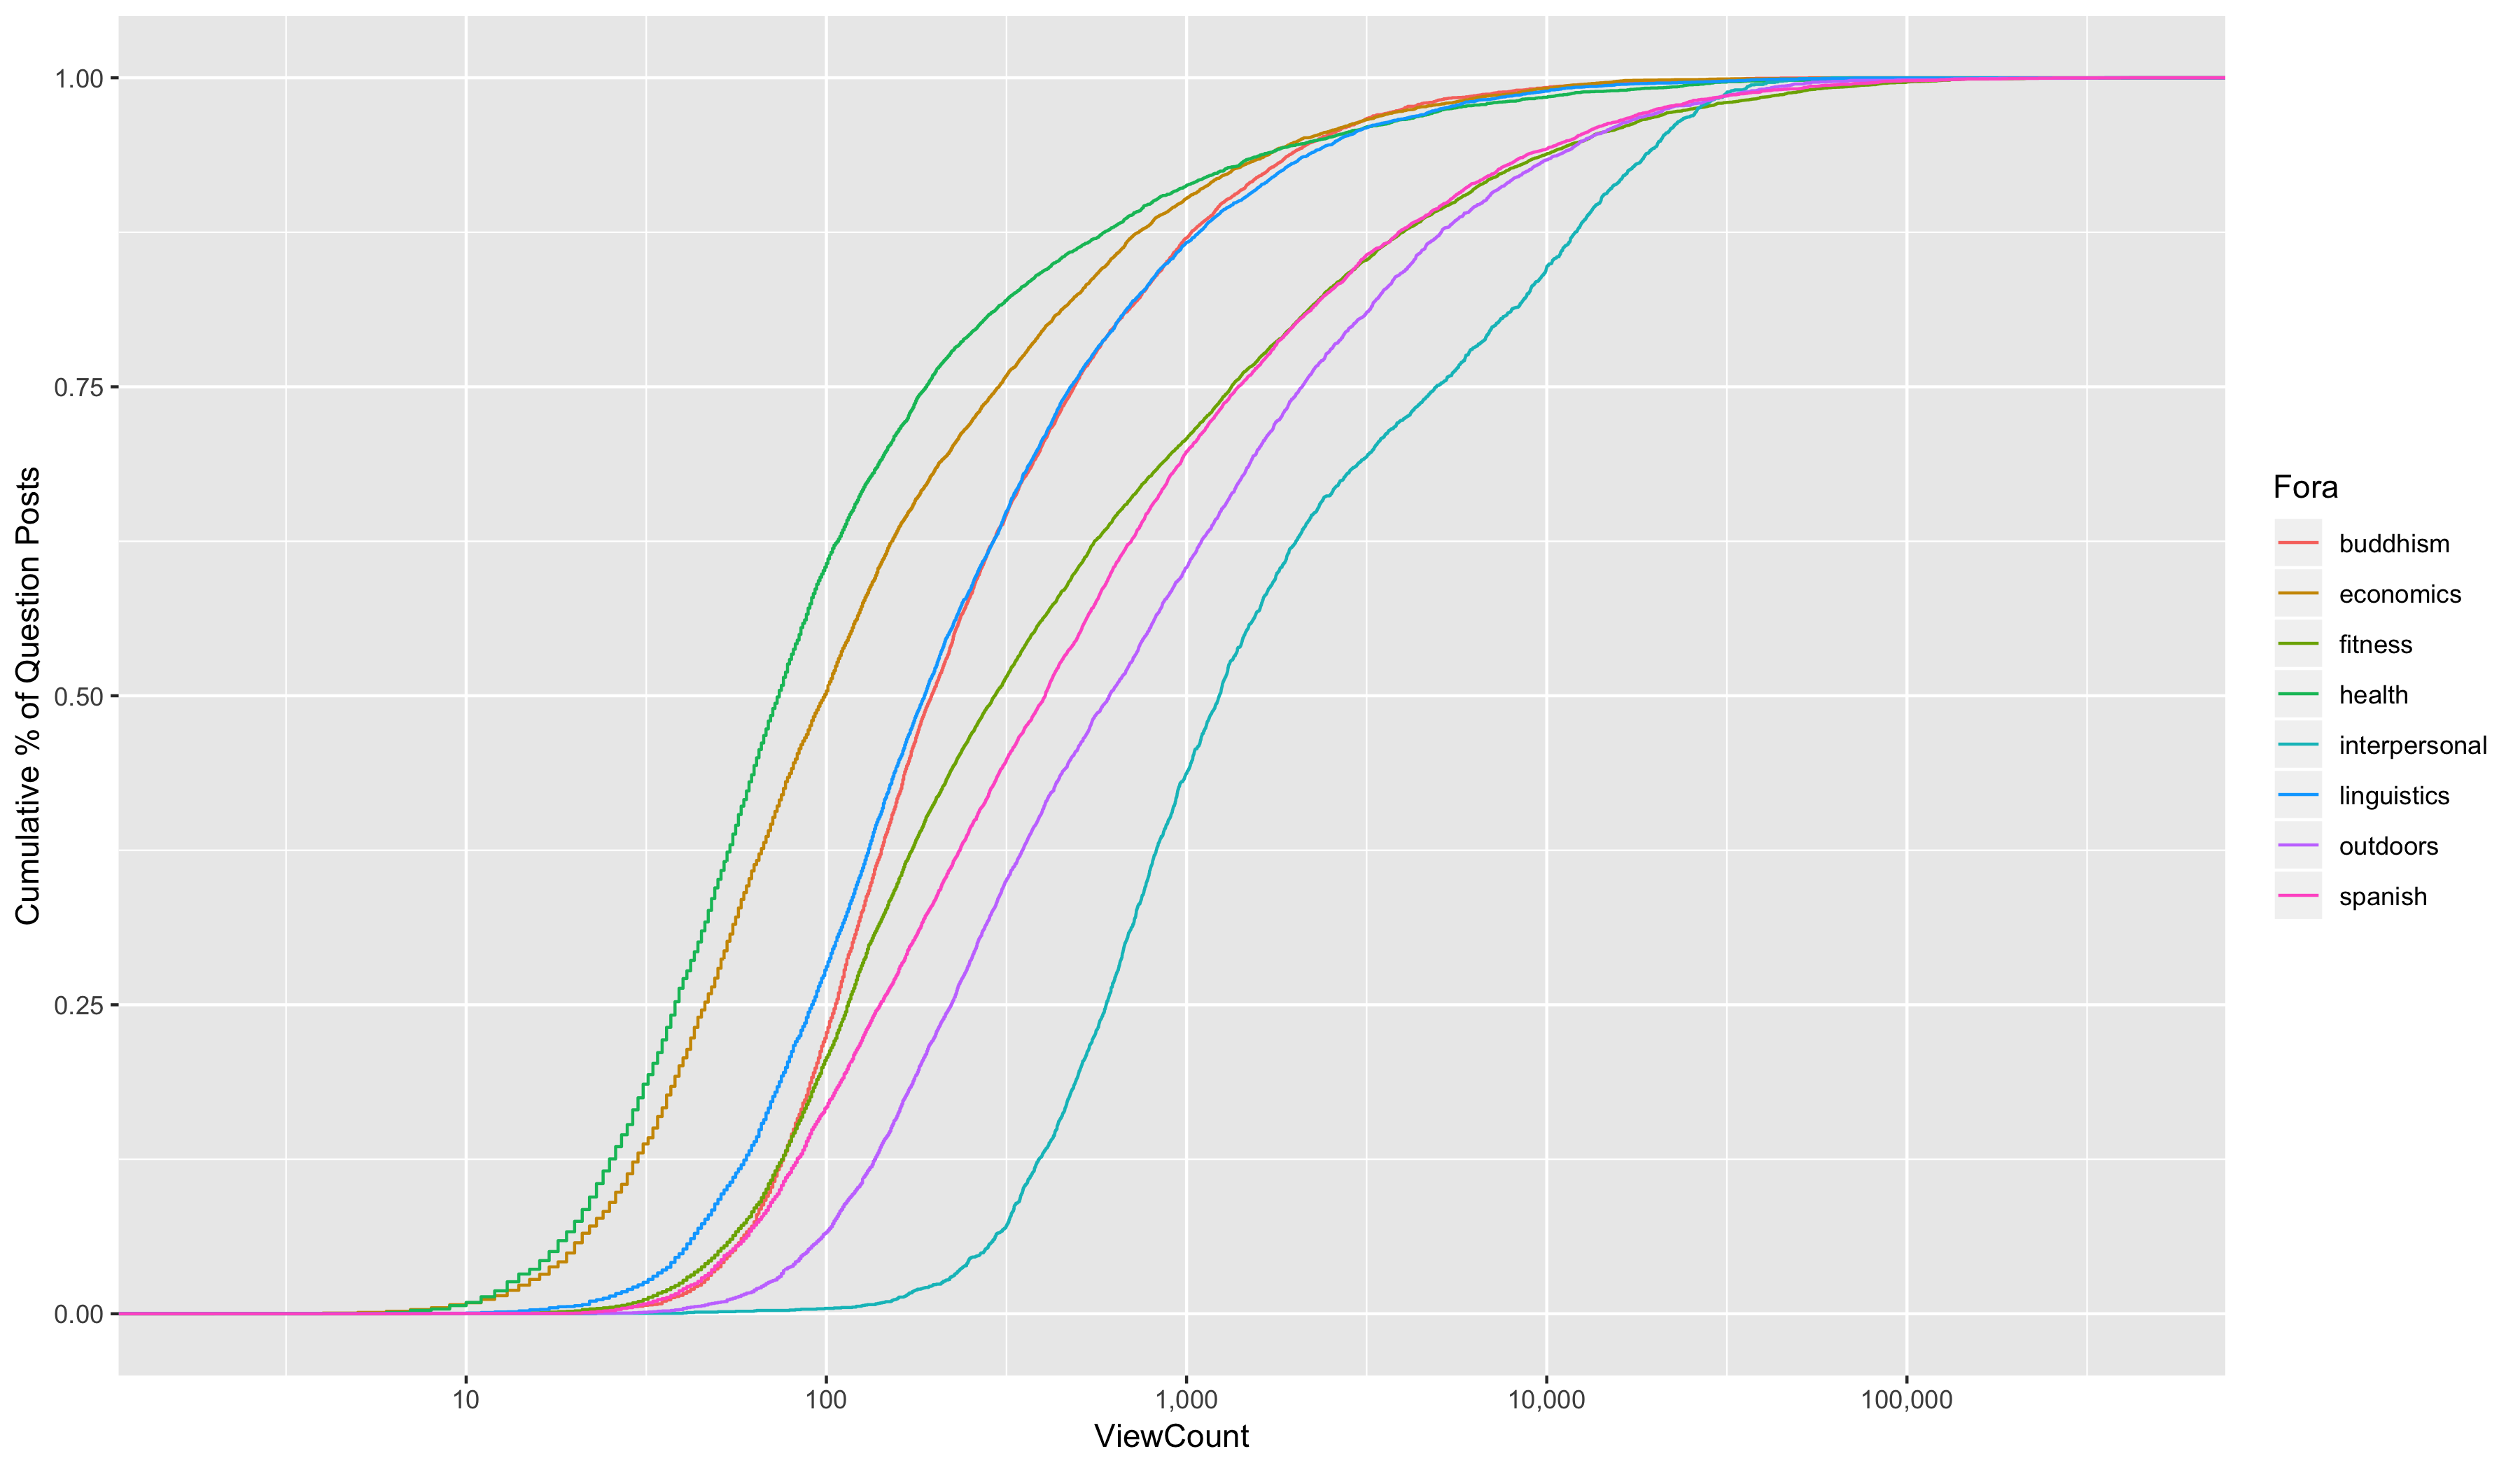 Cumulative % of Question Posts
1.00
0.75
0.50
0.25
0.00
10
100
1,000
10,000
100,000
ViewCount
Fora
buddhism
economics
fitness
health
interpersonal
linguistics
outdoors
spanish